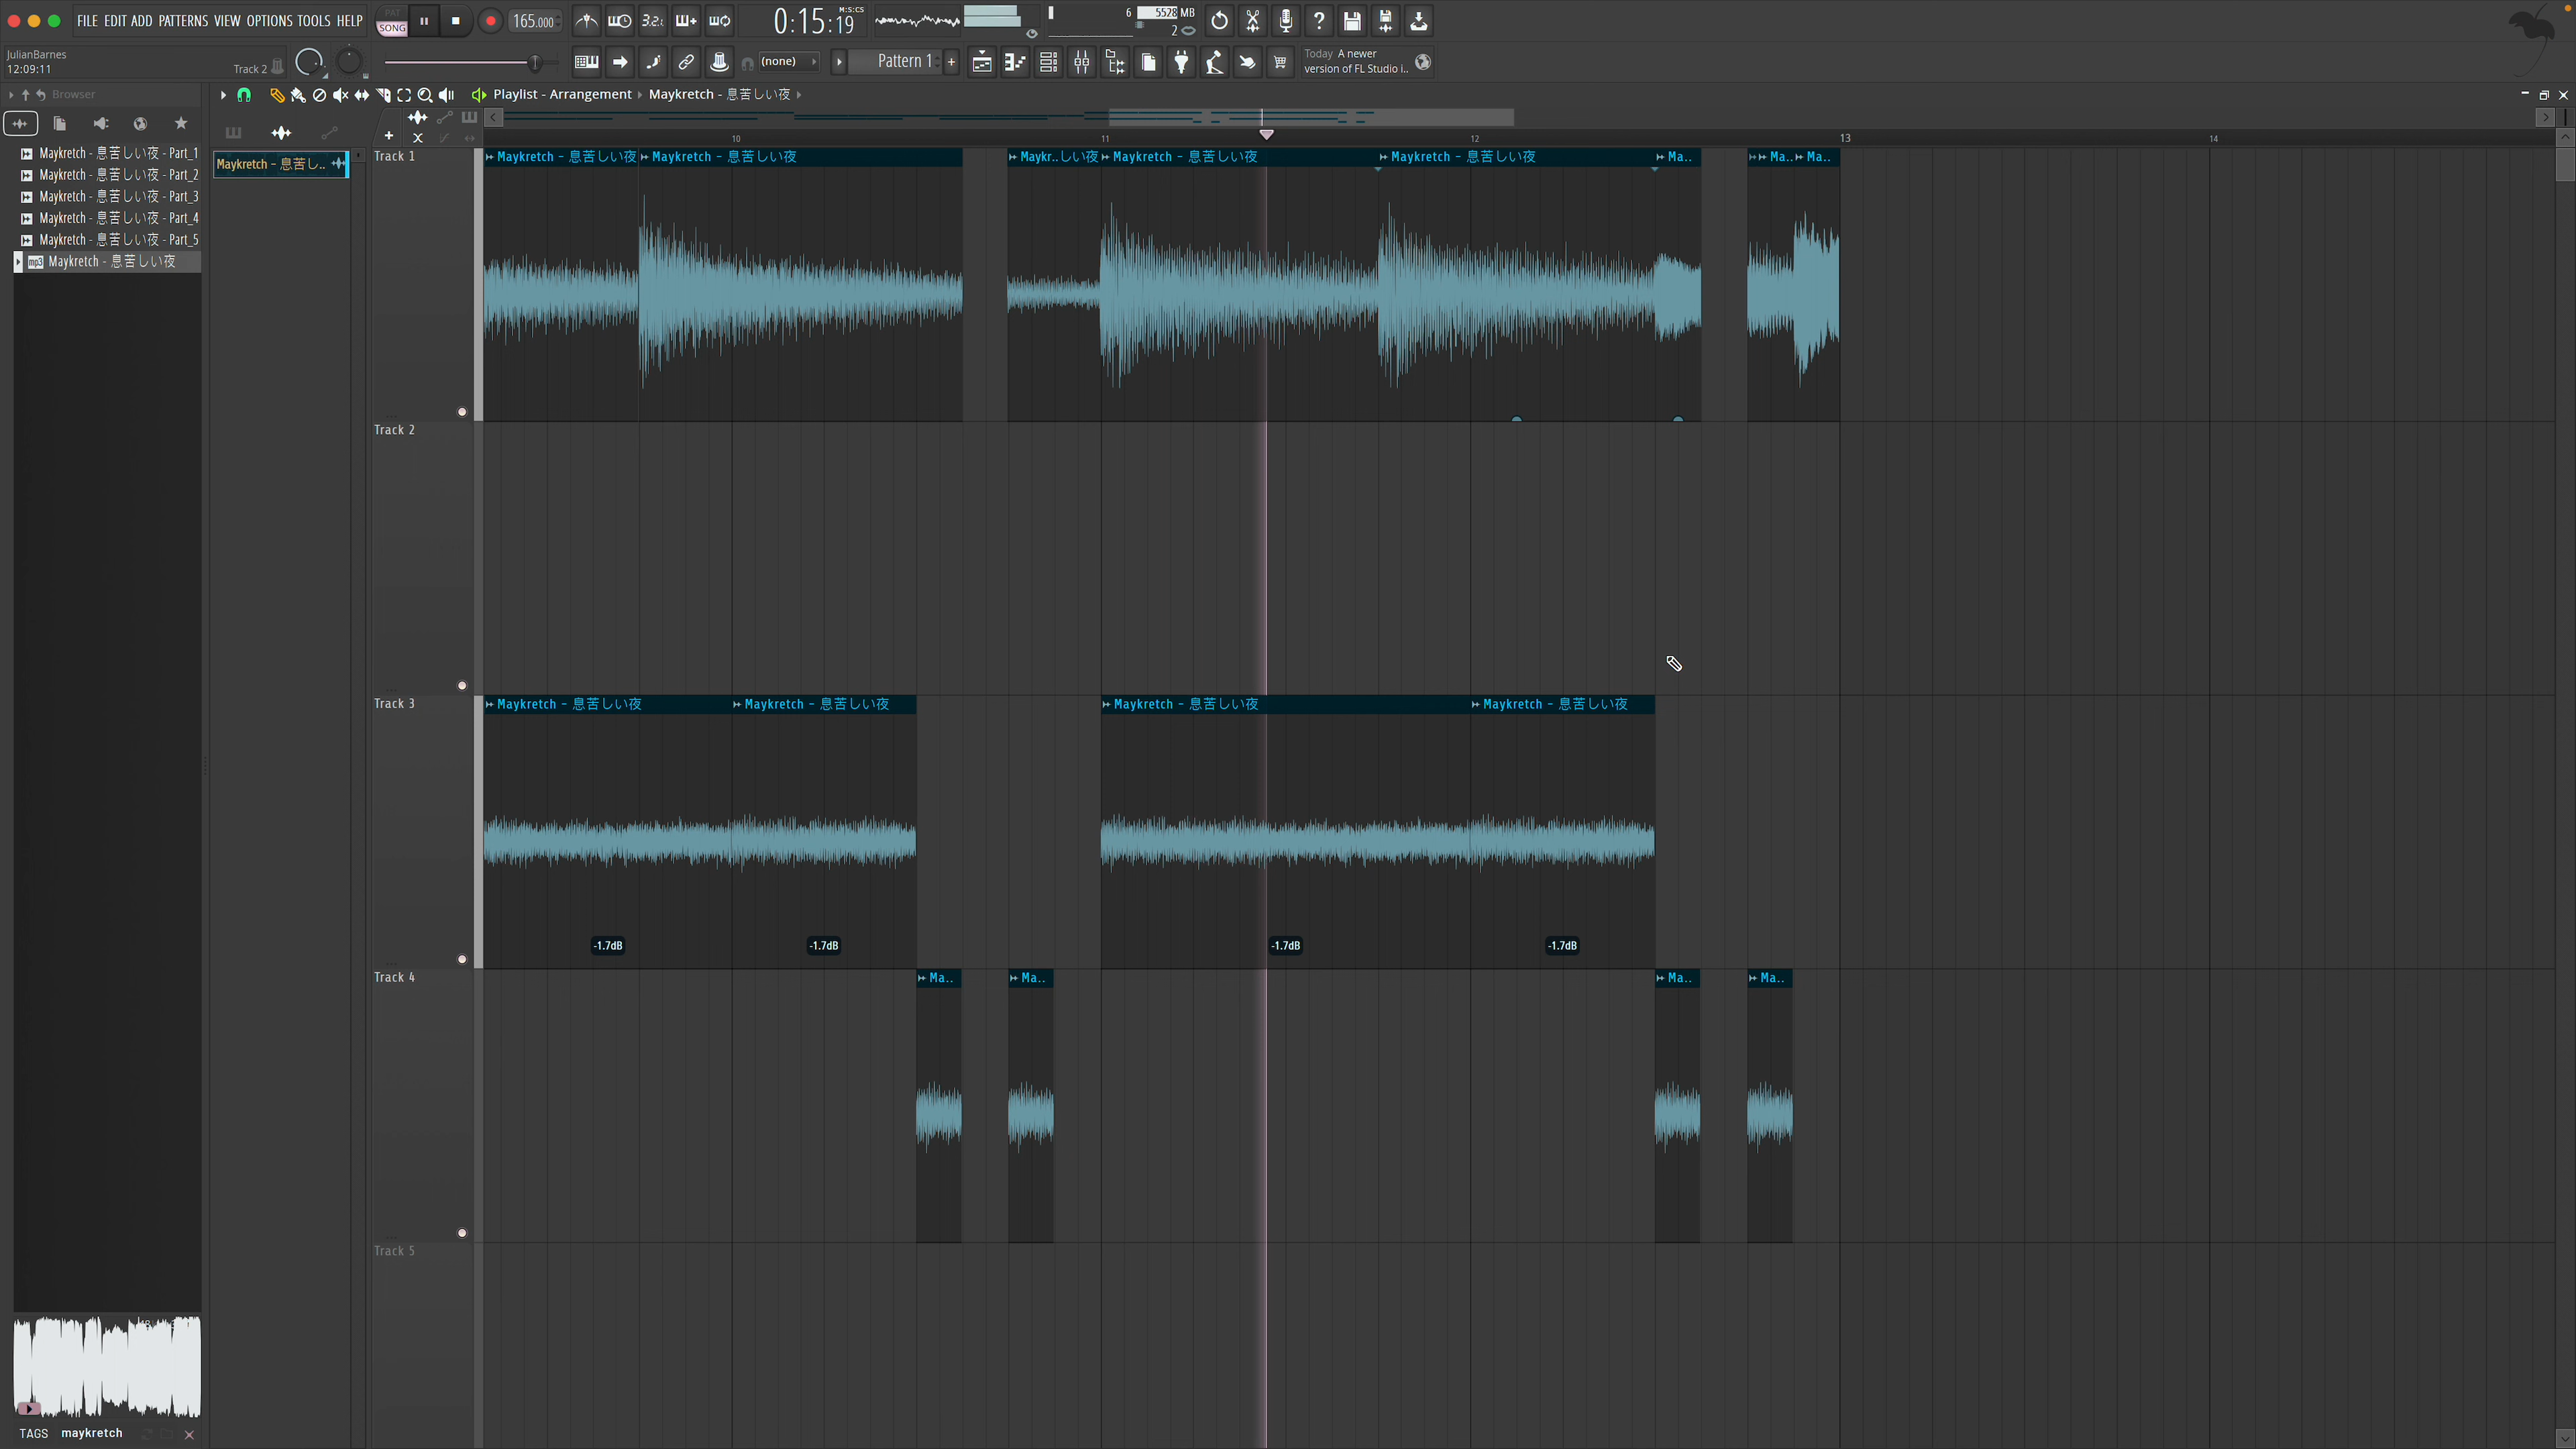 FILE EDIT ADD PATTERNS VIEW OPTIONS TOOLS HELP
PAT
SONG
165.000
3.2.
0:15:19
M:S:CS
6
5528 MB
2
JulianBarnes
12:09:11
Track 2
(none)
Pattern 1
Today A newer
version of FL Studio i..
Browser
Playlist - Arrangement
Maykretch - 息苦しい夜
10
11
12
13
14
Maykretch - 息苦しい夜 - Part_1
Maykretch - 息苦しい夜 - Part_2
Maykretch - 息苦しい夜 - Part_3
Maykretch - 息苦しい夜 - Part_4
Maykretch - 息苦しい夜 - Part_5
mp3 Maykretch - 息苦しい夜
Maykretch - 息苦し..
Track 1
Maykretch - 息苦しい夜
Maykretch - 息苦しい夜
Maykr..しい夜
Maykretch - 息苦しい夜
Maykretch - 息苦しい夜
Ma..
Ma..
Ma..
Track 2
Track 3
Maykretch - 息苦しい夜
Maykretch - 息苦しい夜
Maykretch - 息苦しい夜
Maykretch - 息苦しい夜
-1.7dB
-1.7dB
-1.7dB
-1.7dB
Track 4
Ma..
Ma..
Ma..
Ma..
Track 5
TAGS maykretch